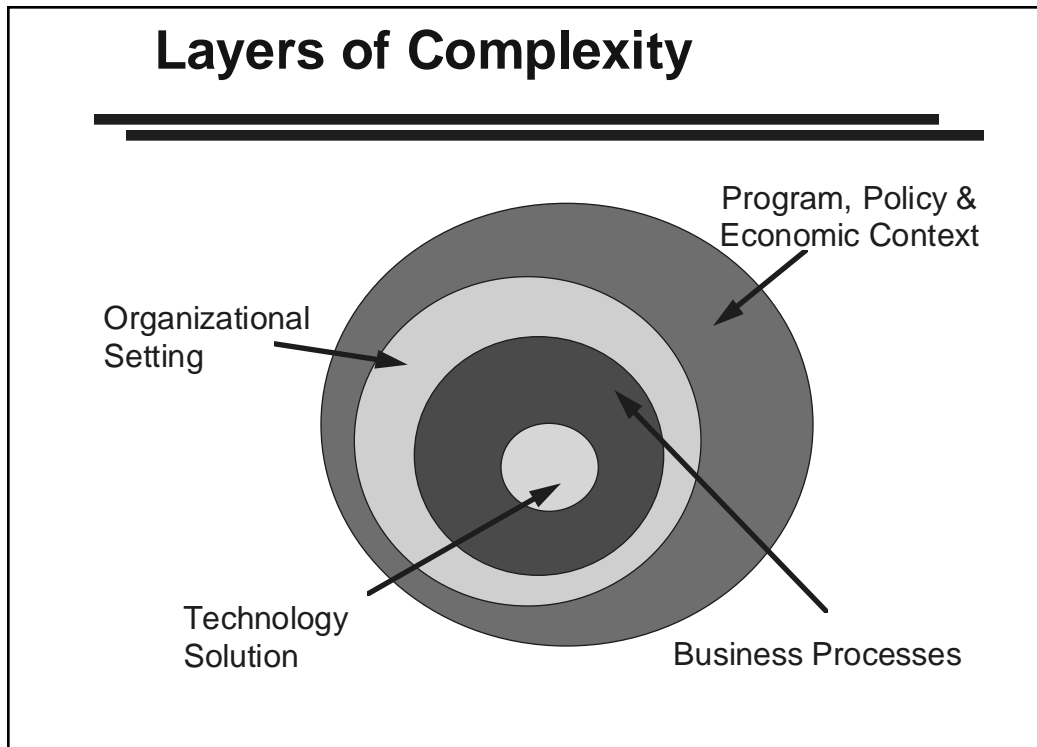 Layers of Complexity
Program, Policy &
Economic Context
Organizational
Setting
Technology
Solution
Business Processes